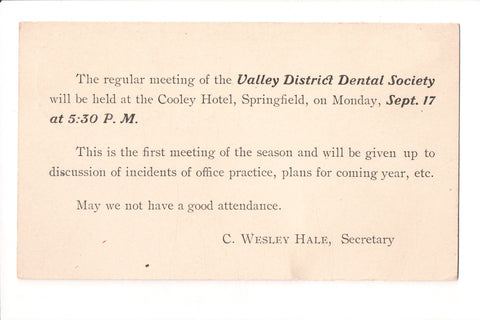 The regular meeting of the Valley District Dental Society
will be held at the Cooley Hotel, Springfield, on Monday, Sept. 17
at 5:30 P. M.
This is the first meeting of the season and will be given up to
discussion of incidents of office practice, plans for coming year, etc.
May we not have a good attendance.
C. Wesley Hale, Secretary